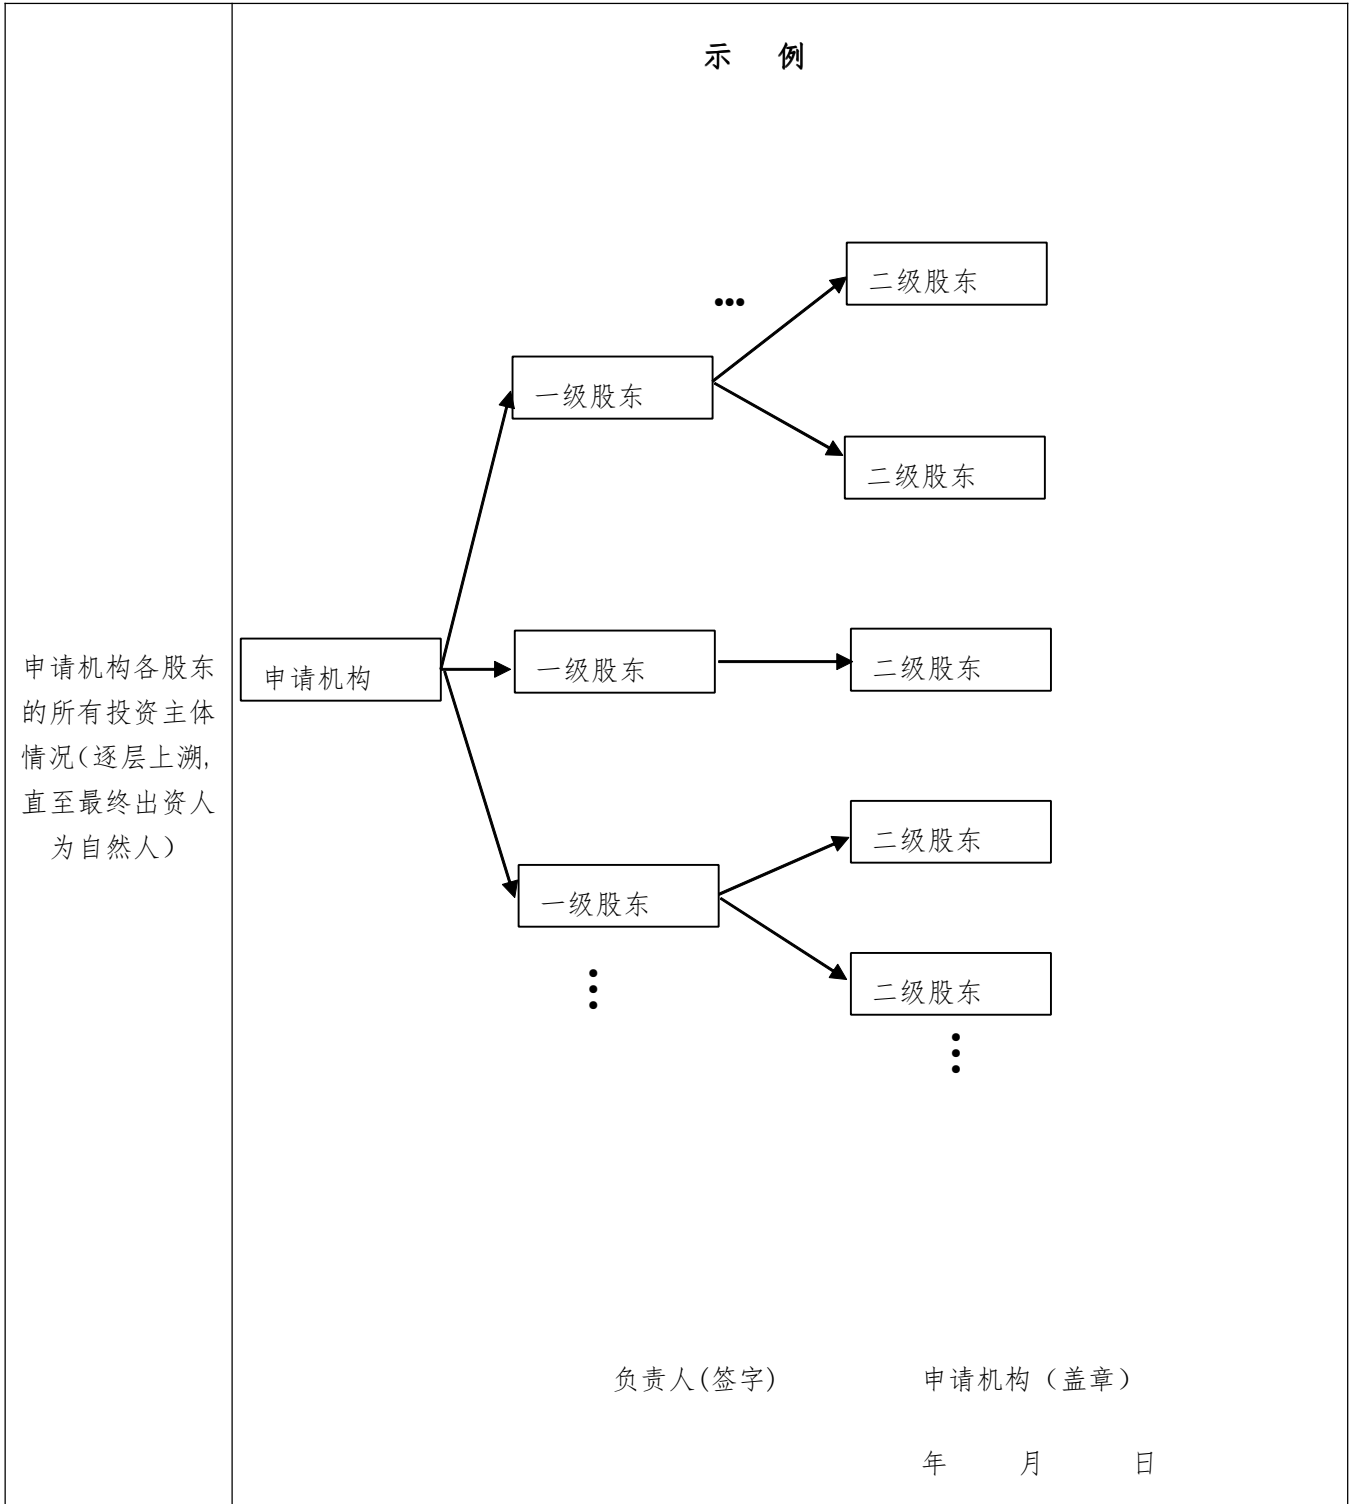 示 例
申请机构各股东
的所有投资主体
情况（逐层上溯,
直至最终出资人
为自然人）
申请机构
一级股东
二级股东
二级股东
一级股东
二级股东
一级股东
二级股东
二级股东
负责人(签字) 申请机构（盖章）
年 月 日